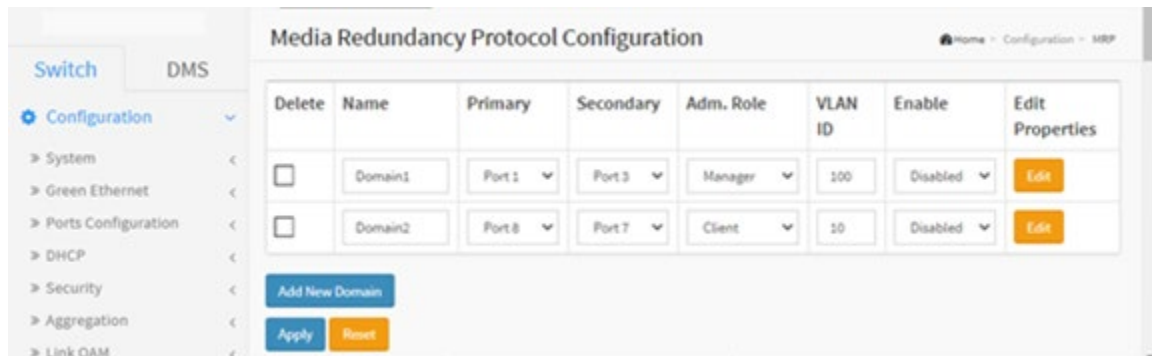 Media Redundancy Protocol Configuration
Home - Configuration - MRP
Switch DMS
Configuration
System
Green Ethernet
Ports Configuration
DHCP
Security
Aggregation
Link OAM
Delete Name Primary Secondary Adm. Role VLAN ID Enable Edit Properties
Domain1 Port 1 Port 3 Manager 100 Disabled Edit
Domain2 Port 8 Port 7 Client 10 Disabled Edit
Add New Domain
Apply Reset